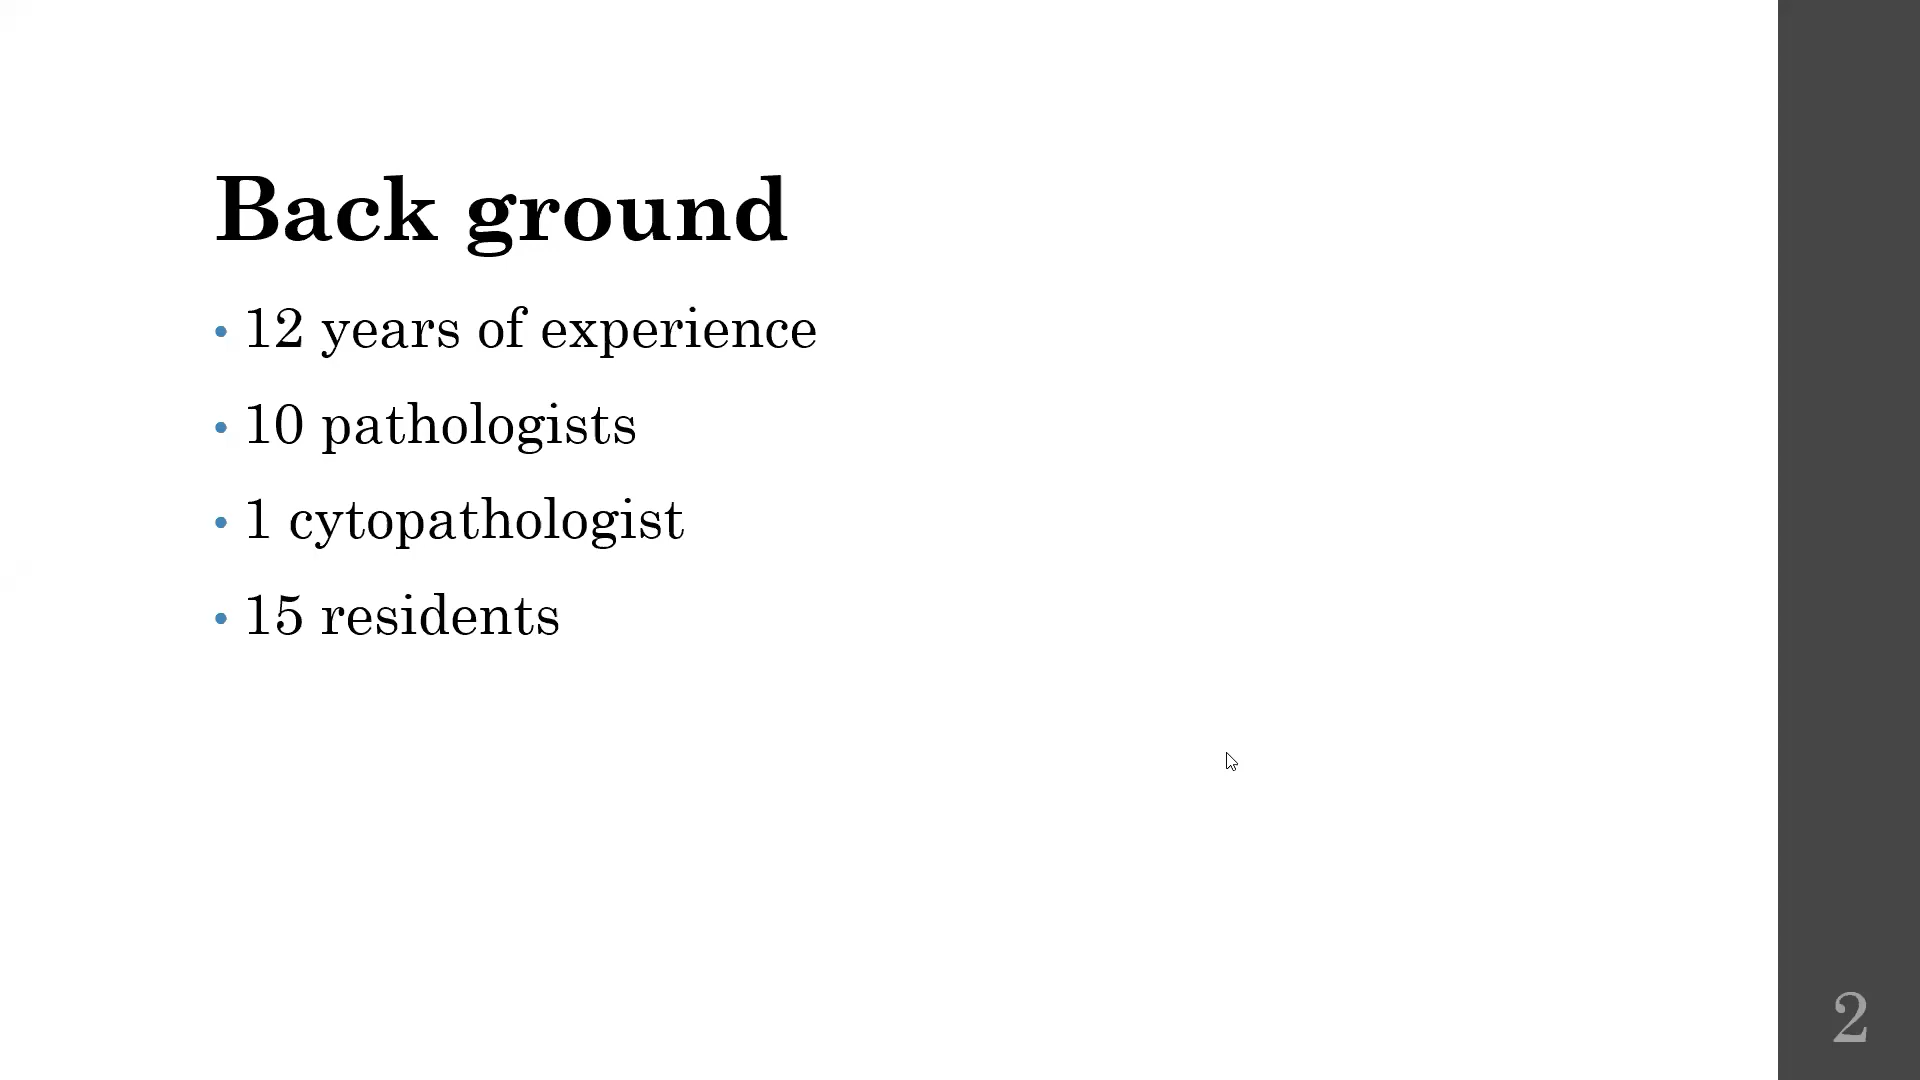 Back ground
• 12 years of experience
• 10 pathologists
• 1 cytopathologist
• 15 residents
2